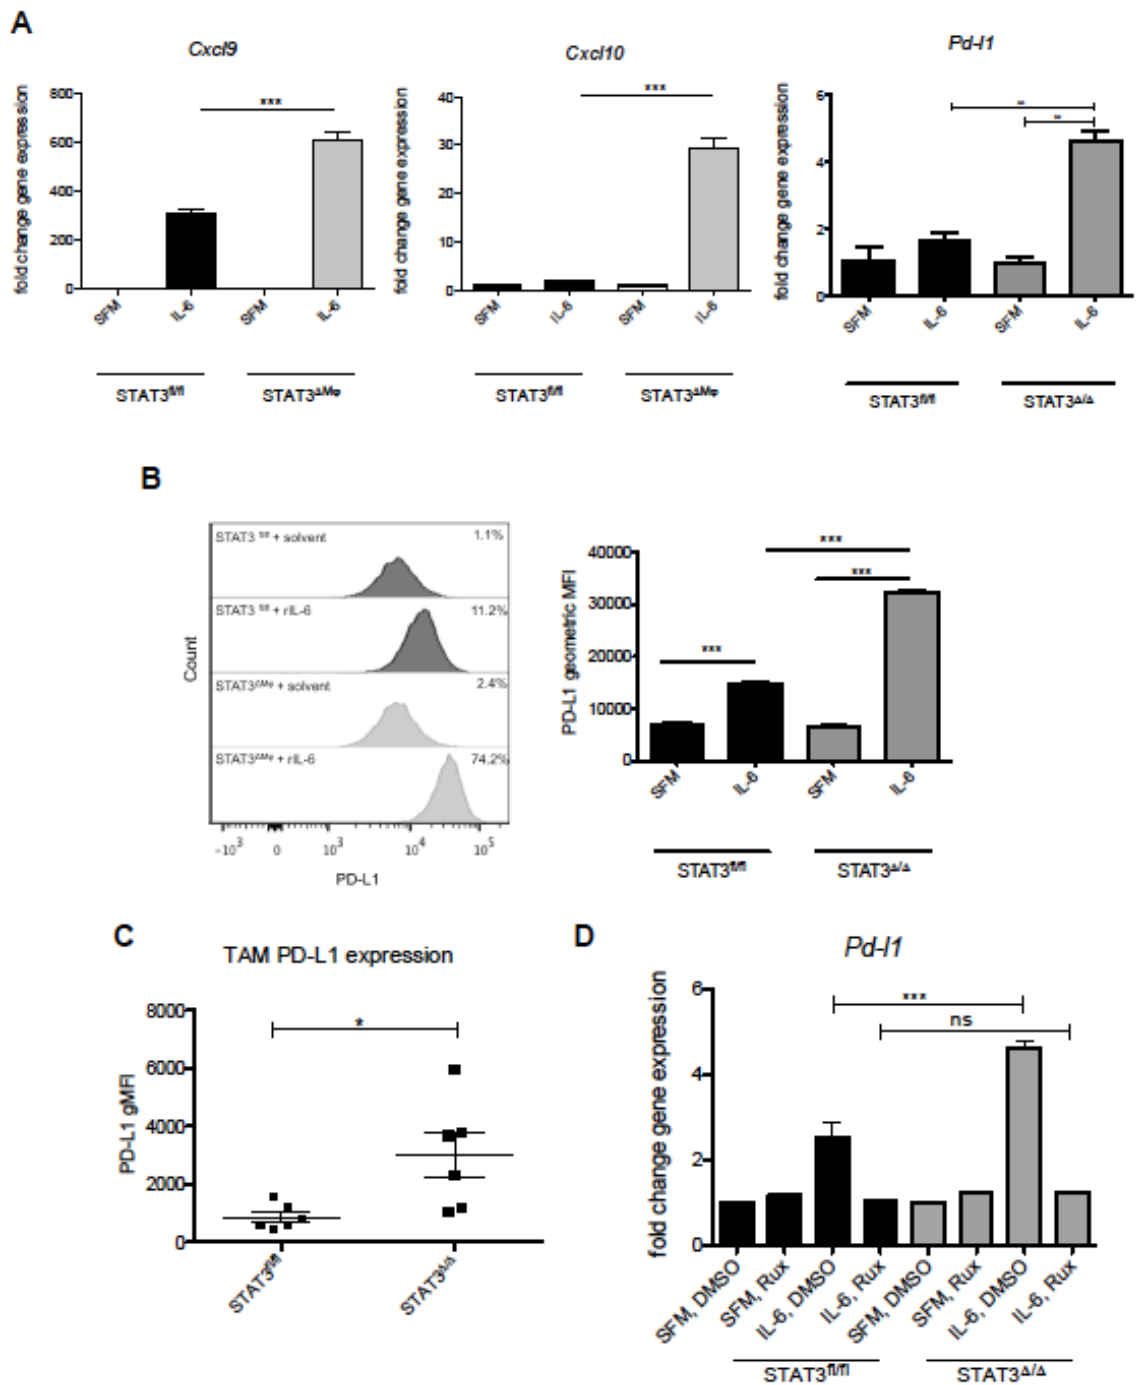 A
Cxcl9
fold change gene expression
800
600
400
200
0
***
SFM
IL-6
SFM
IL-6
STAT3fl/fl
STAT3ΔMφ
Cxcl10
fold change gene expression
40
30
20
10
0
***
SFM
IL-6
SFM
IL-6
STAT3fl/fl
STAT3ΔMφ
Pd-l1
fold change gene expression
6
4
2
0
**
**
SFM
IL-6
SFM
IL-6
STAT3fl/fl
STAT3Δ/Δ
B
STAT3 fl/fl + solvent
1.1%
STAT3 fl/fl + rIL-6
11.2%
STAT3ΔMφ + solvent
2.4%
STAT3ΔMφ + rIL-6
74.2%
Count
-10³
0
10³
10⁴
10⁵
PD-L1
PD-L1 geometric MFI
40000
30000
20000
10000
0
***
***
***
SFM
IL-6
SFM
IL-6
STAT3fl/fl
STAT3Δ/Δ
C
TAM PD-L1 expression
PD-L1 gMFI
8000
6000
4000
2000
0
*
STAT3fl/fl
STAT3Δ/Δ
D
Pd-l1
fold change gene expression
6
4
2
0
***
ns
SFM, DMSO
SFM, Rux
IL-6, DMSO
IL-6, Rux
SFM, DMSO
SFM, Rux
IL-6, DMSO
IL-6, Rux
STAT3fl/fl
STAT3Δ/Δ